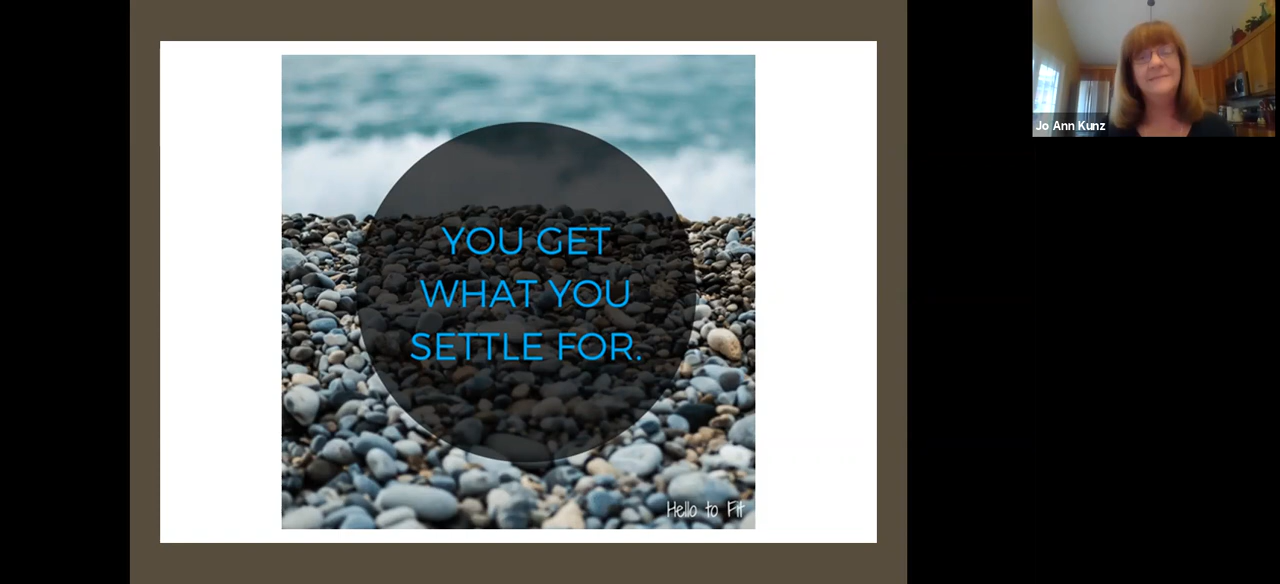 YOU GET
WHAT YOU
SETTLE FOR.
Hello to Fit
Jo Ann Kunz